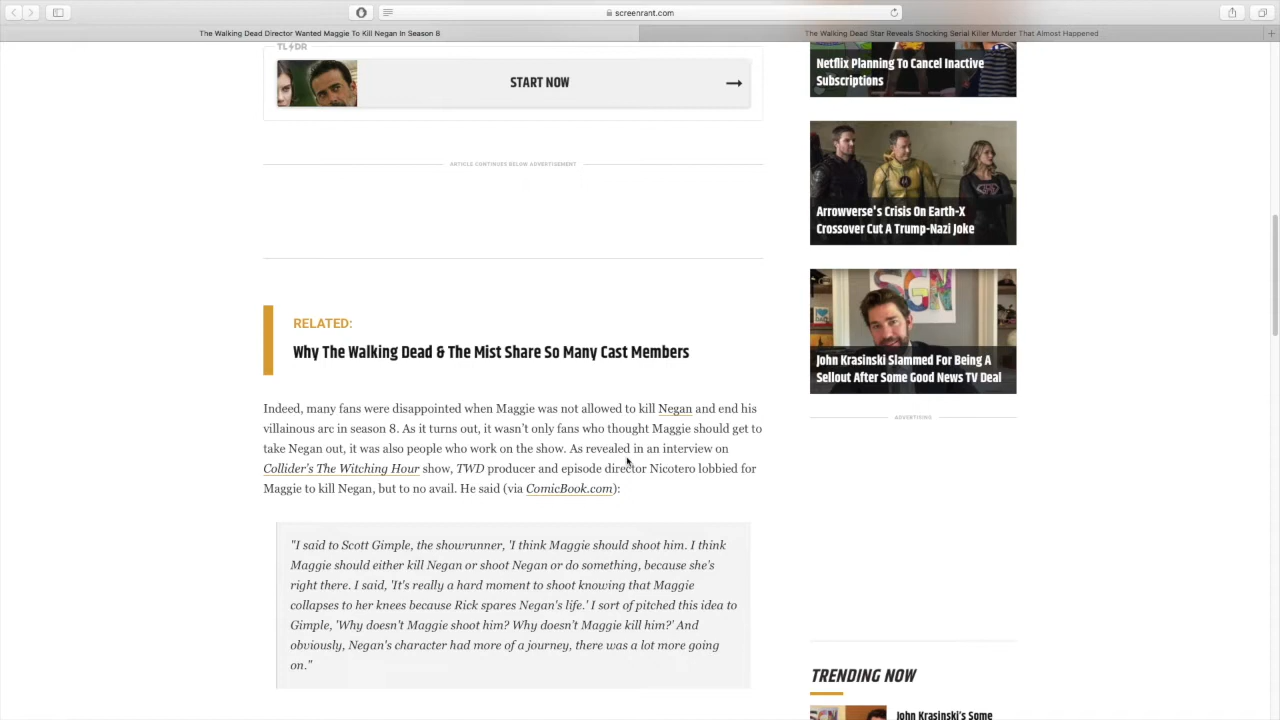 screenrant.com
The Walking Dead Director Wanted Maggie To Kill Negan In Season 8
The Walking Dead Star Reveals Shocking Serial Killer Murder That Almost Happened
TL DR
START NOW
ARTICLE CONTINUES BELOW ADVERTISEMENT
RELATED:
Why The Walking Dead & The Mist Share So Many Cast Members
Indeed, many fans were disappointed when Maggie was not allowed to kill Negan and end his
villainous arc in season 8. As it turns out, it wasn't only fans who thought Maggie should get to
take Negan out, it was also people who work on the show. As revealed in an interview on
Collider's The Witching Hour show, TWD producer and episode director Nicotero lobbied for
Maggie to kill Negan, but to no avail. He said (via ComicBook.com):
"I said to Scott Gimple, the showrunner, 'I think Maggie should shoot him. I think
Maggie should either kill Negan or shoot Negan or do something, because she's
right there. I said, 'It's really a hard moment to shoot knowing that Maggie
collapses to her knees because Rick spares Negan's life.' I sort of pitched this idea to
Gimple, 'Why doesn't Maggie shoot him? Why doesn't Maggie kill him?' And
obviously, Negan's character had more of a journey, there was a lot more going
on."
Netflix Planning To Cancel Inactive
Subscriptions
Arrowverse's Crisis On Earth-X
Crossover Cut A Trump-Nazi Joke
SGN
John Krasinski Slammed For Being A
Sellout After Some Good News TV Deal
ADVERTISING
TRENDING NOW
SGN
John Krasinski's Some